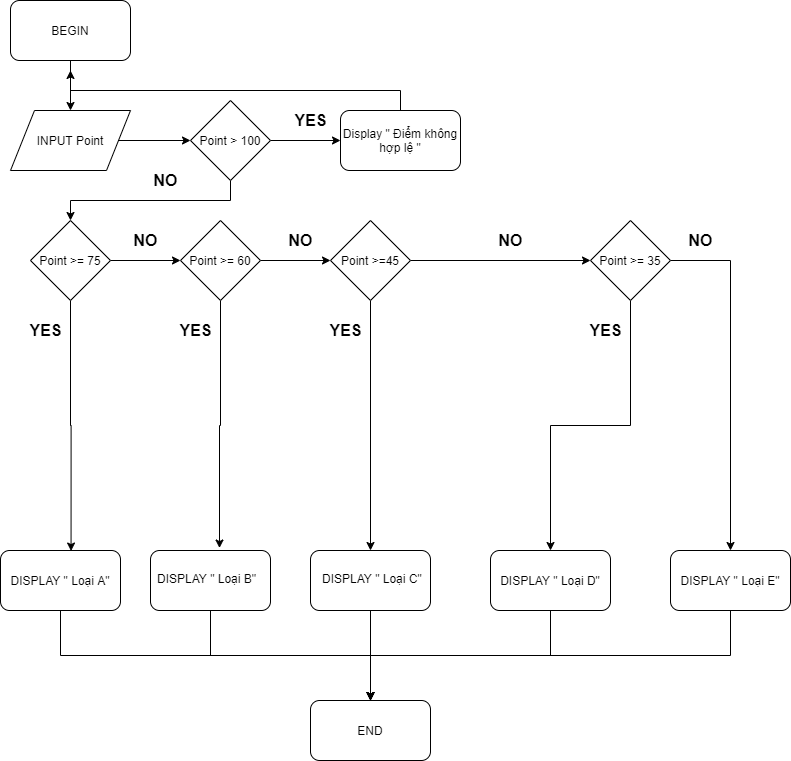 BEGIN
INPUT Point
Point > 100
YES
Display " Điểm không
hợp lệ "
NO
Point >= 75
NO
Point >= 60
NO
Point >=45
NO
Point >= 35
NO
YES
YES
YES
YES
DISPLAY " Loại A"
DISPLAY " Loại B"
DISPLAY " Loại C"
DISPLAY " Loại D"
DISPLAY " Loại E"
END